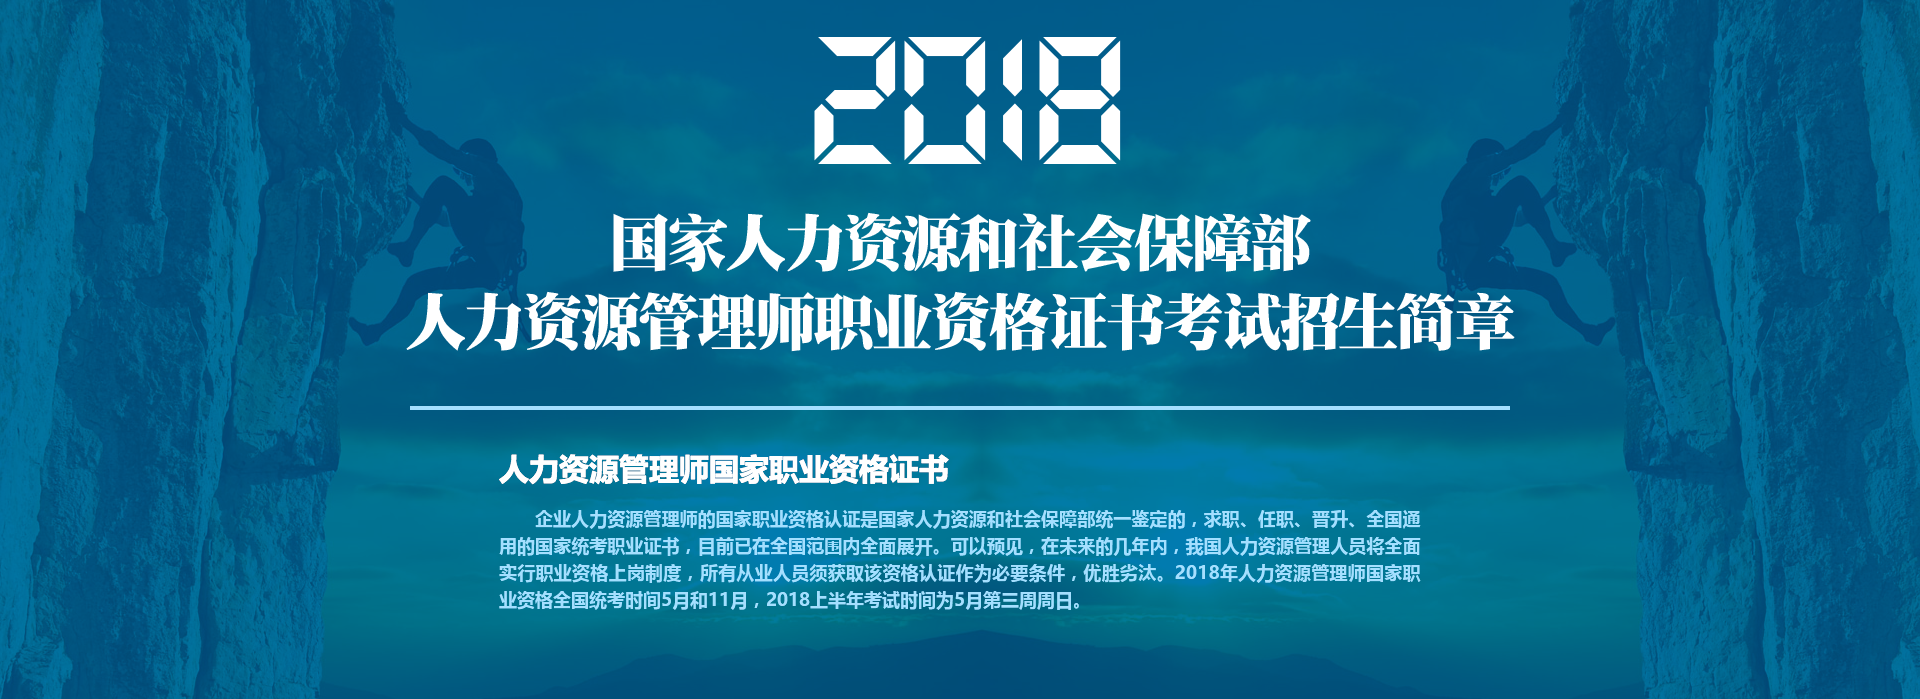 2018
国家人力资源和社会保障部
人力资源管理师职业资格证书考试招生简章
人力资源管理师国家职业资格证书
企业人力资源管理师的国家职业资格认证是国家人力资源和社会保障部统一鉴定的，求职、任职、晋升、全国通
用的国家统考职业证书，目前已在全国范围内全面展开。可以预见，在未来的几年内，我国人力资源管理人员将全面
实行职业资格上岗制度，所有从业人员须获取该资格认证作为必要条件，优胜劣汰。2018年人力资源管理师国家职
业资格全国统考时间5月和11月，2018上半年考试时间为5月第三周周日。